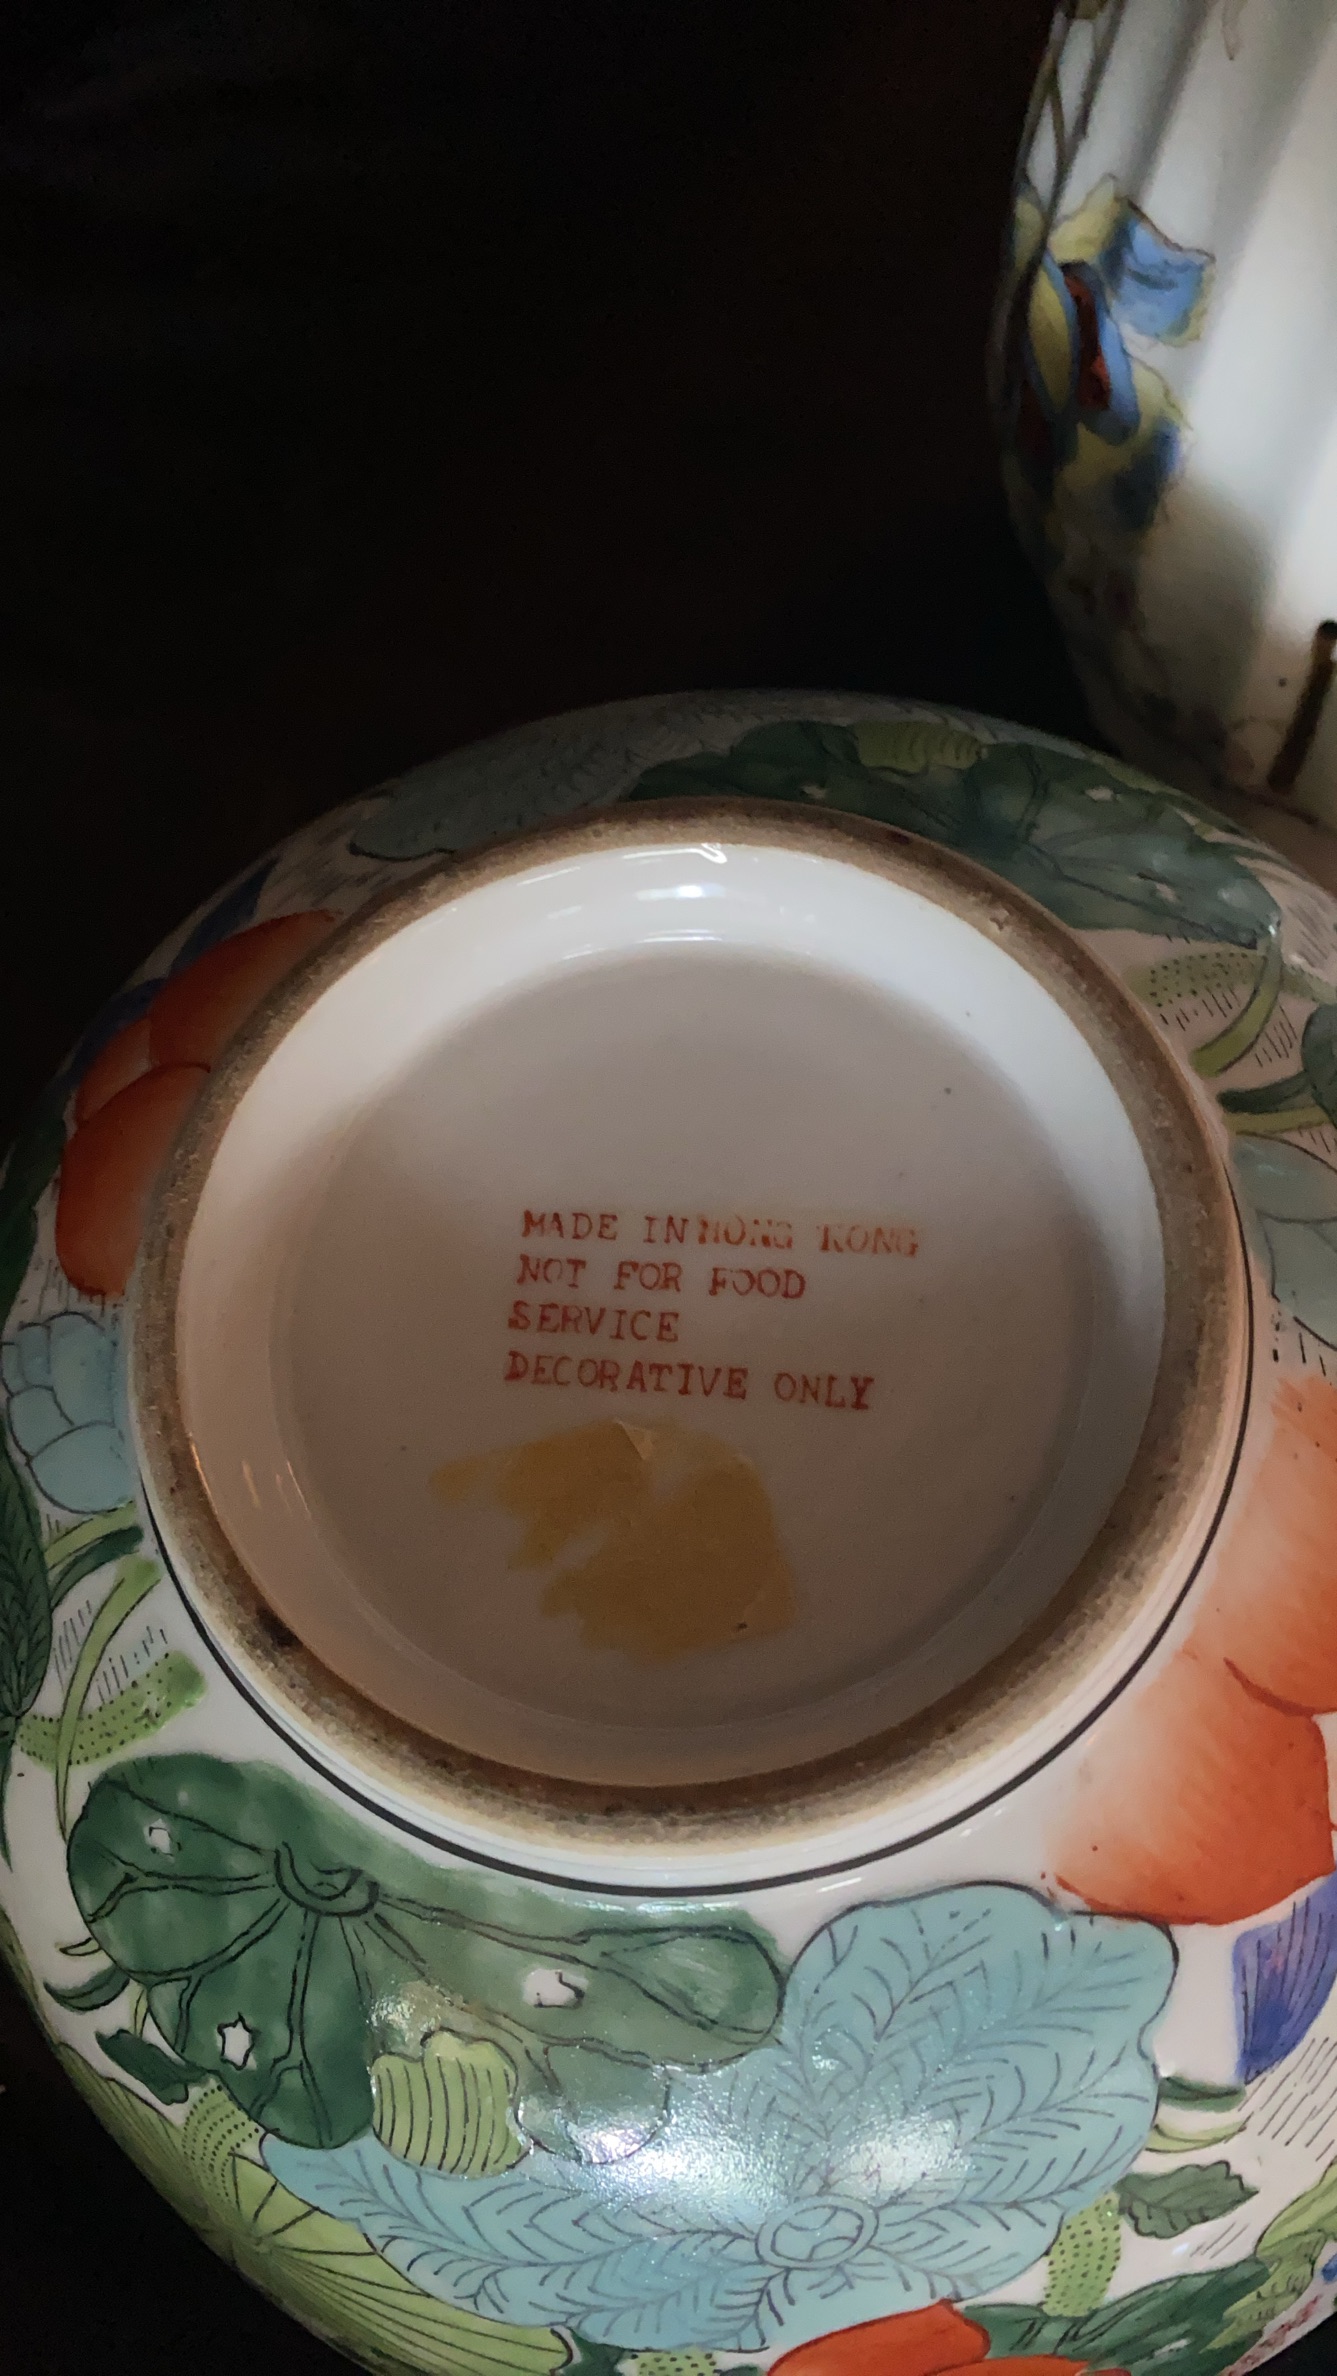 MADE IN HONG KONG
NOT FOR FOOD
SERVICE
DECORATIVE ONLY